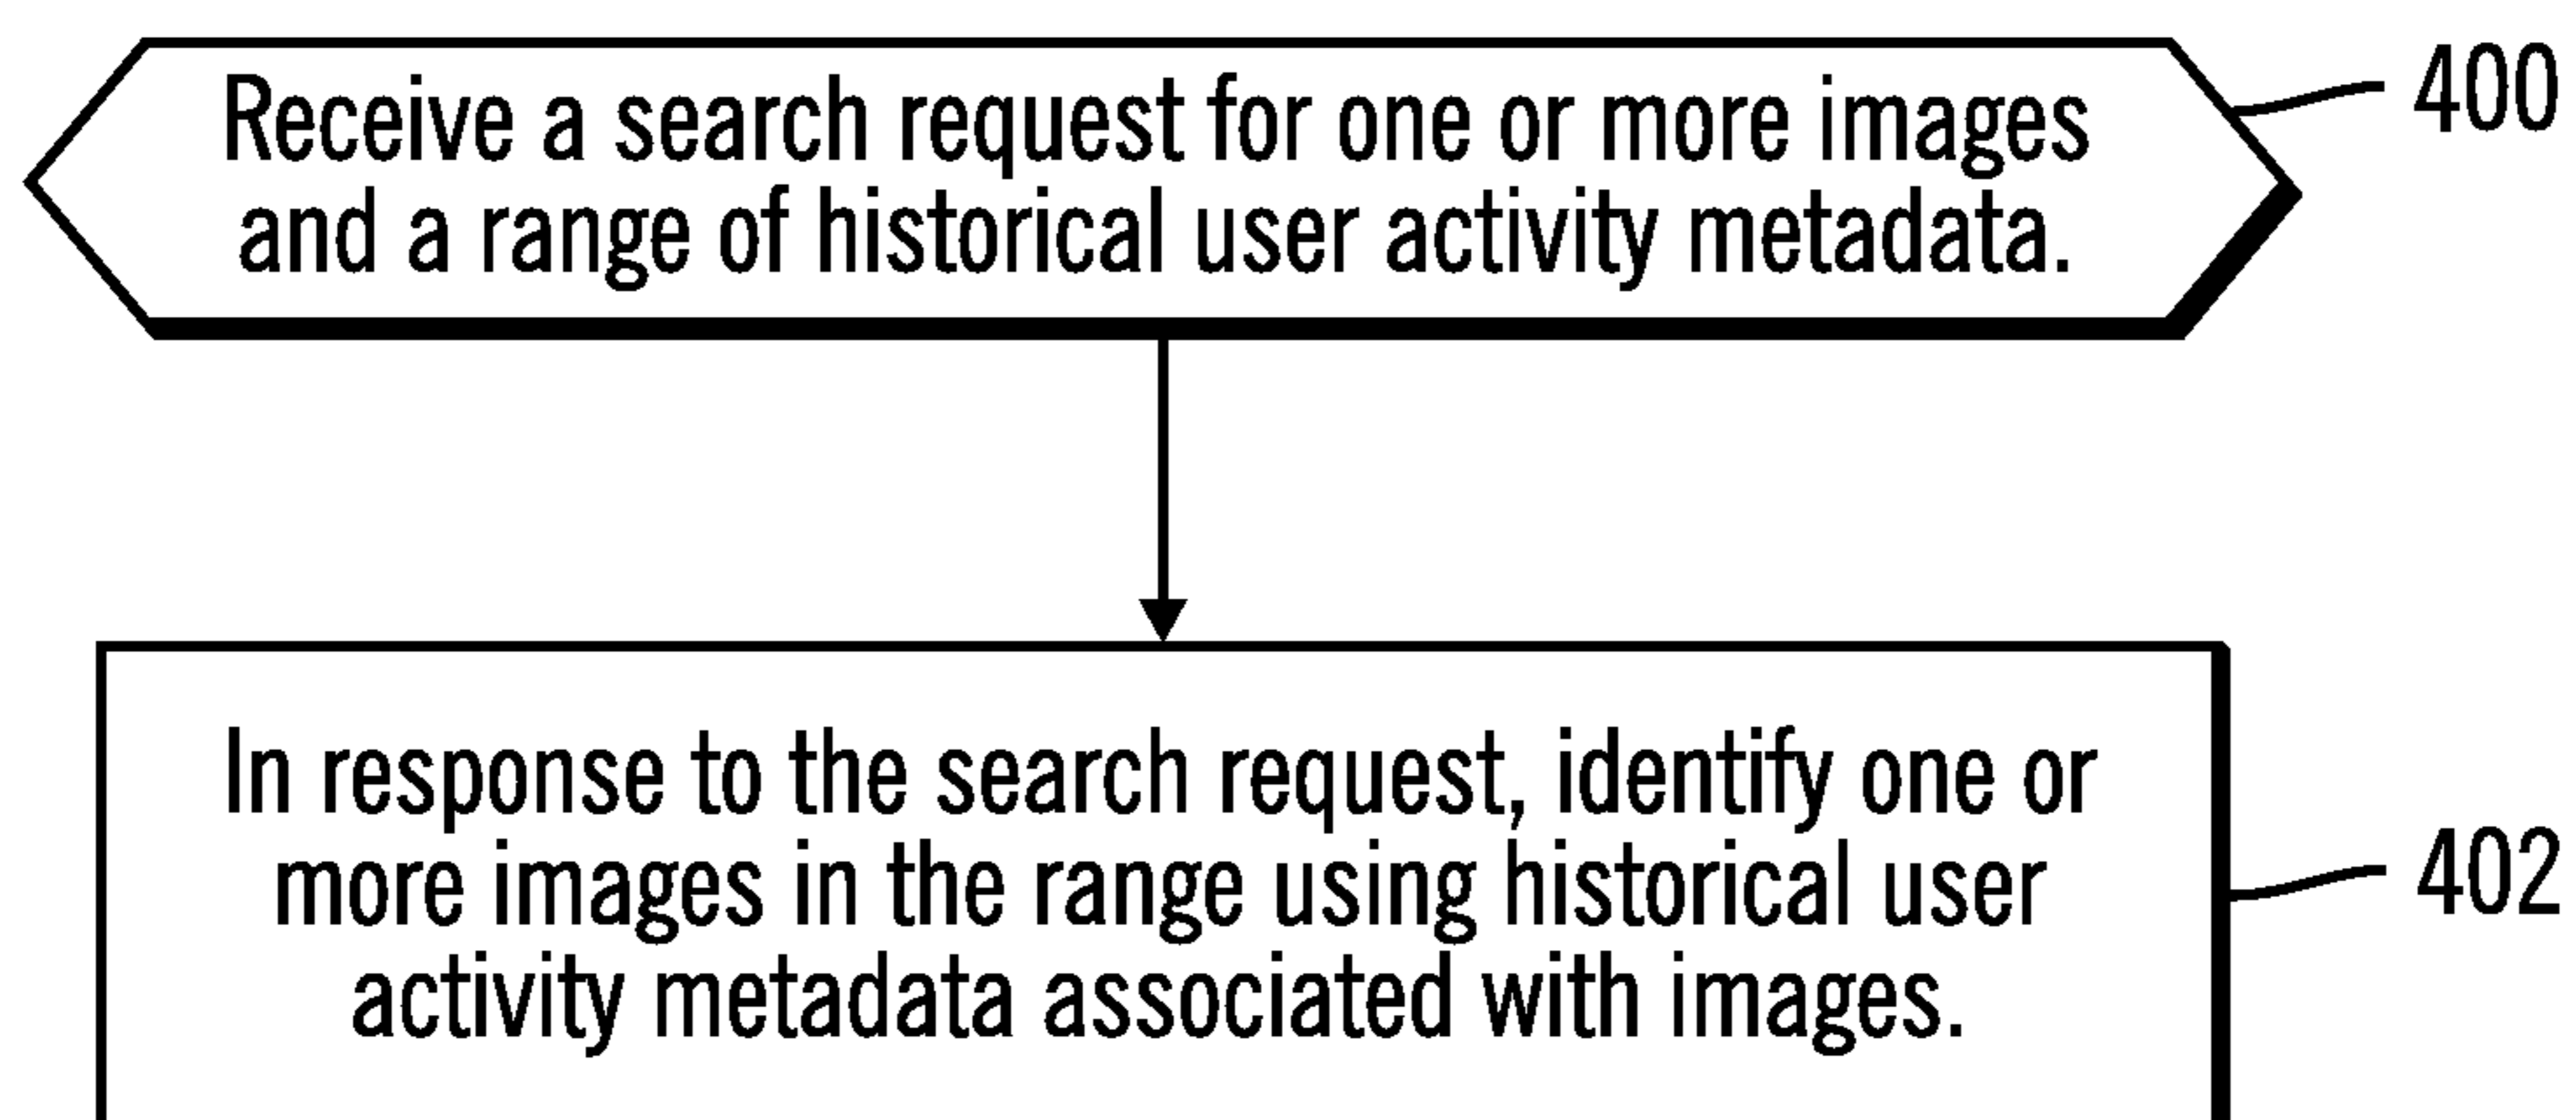 Receive a search request for one or more images
and a range of historical user activity metadata.
400
In response to the search request, identify one or
more images in the range using historical user
activity metadata associated with images.
402